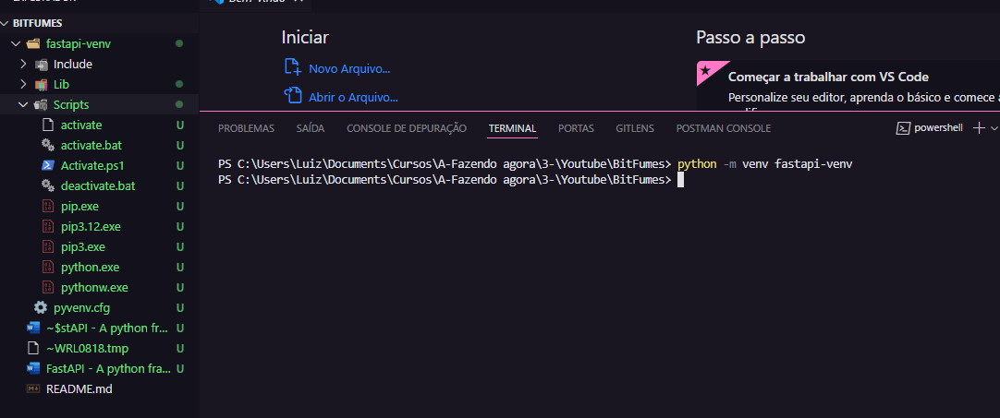 BITFUMES
fastapi-venv
Include
Lib
Scripts
activate U
activate.bat U
Activate.ps1 U
deactivate.bat U
pip.exe U
pip3.12.exe U
pip3.exe U
python.exe U
pythonw.exe U
pyvenv.cfg U
~$stAPI - A python fr... U
~WRL0818.tmp U
FastAPI - A python fra... U
README.md
Iniciar
Novo Arquivo...
Abrir o Arquivo...
Passo a passo
Começar a trabalhar com VS Code
Personalize seu editor, aprenda o básico e comece a
PROBLEMAS SAÍDA CONSOLE DE DEPURAÇÃO TERMINAL PORTAS GITLENS POSTMAN CONSOLE powershell
PS C:\Users\Luiz\Documents\Cursos\A-Fazendo agora\3-\Youtube\BitFumes> python -m venv fastapi-venv
PS C:\Users\Luiz\Documents\Cursos\A-Fazendo agora\3-\Youtube\BitFumes>